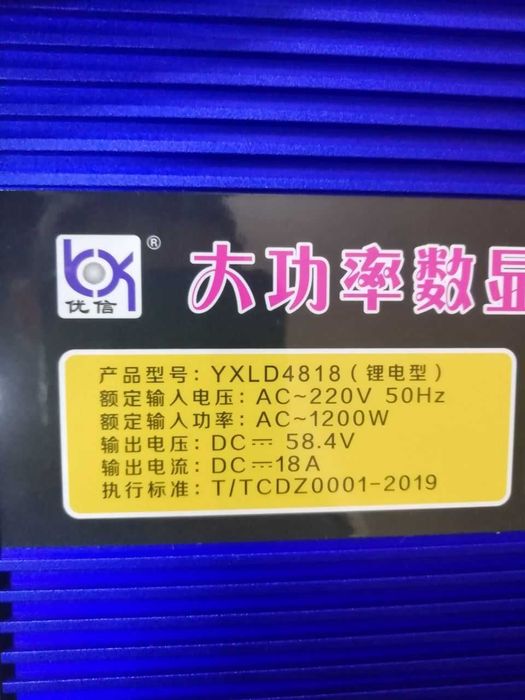 优信
®
大功率数显
产品型号: YXLD4818 (锂电型)
额定输入电压: AC~220V 50Hz
额定输入功率: AC~1200W
输出电压: DC⎓ 58.4V
输出电流: DC⎓18A
执行标准: T/TCDZ0001-2019